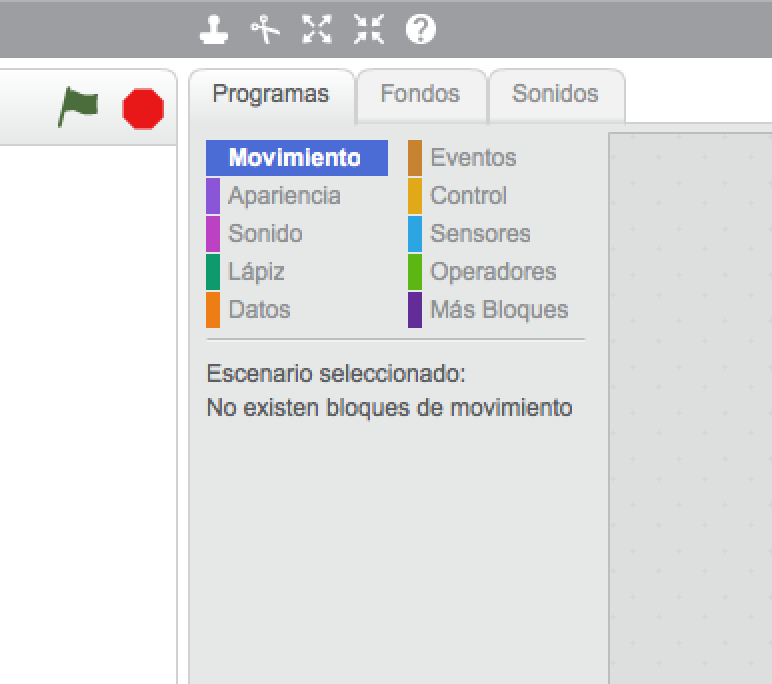 Programas
Fondos
Sonidos
Movimiento
Apariencia
Sonido
Lápiz
Datos
Eventos
Control
Sensores
Operadores
Más Bloques
Escenario seleccionado:
No existen bloques de movimiento